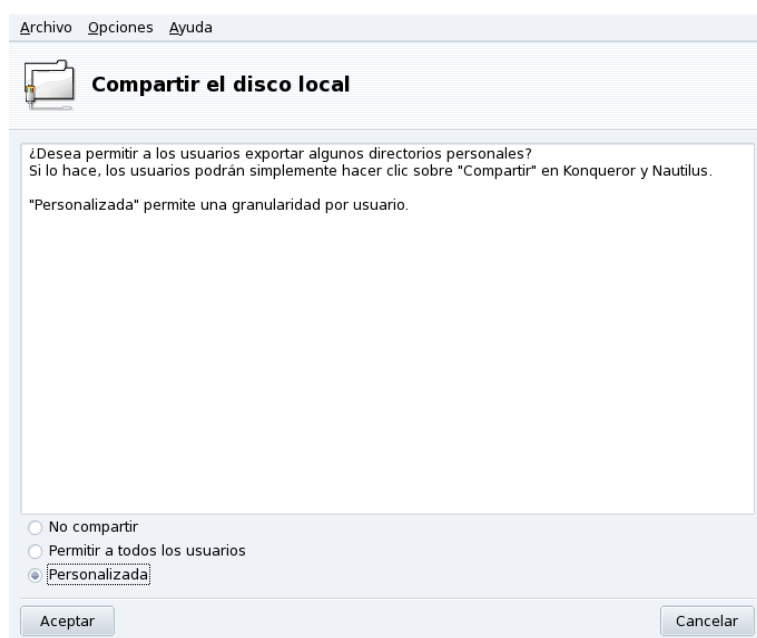 Archivo Opciones Ayuda
Compartir el disco local
¿Desea permitir a los usuarios exportar algunos directorios personales?
Si lo hace, los usuarios podrán simplemente hacer clic sobre "Compartir" en Konqueror y Nautilus.
"Personalizada" permite una granularidad por usuario.
No compartir
Permitir a todos los usuarios
Personalizada
Aceptar Cancelar